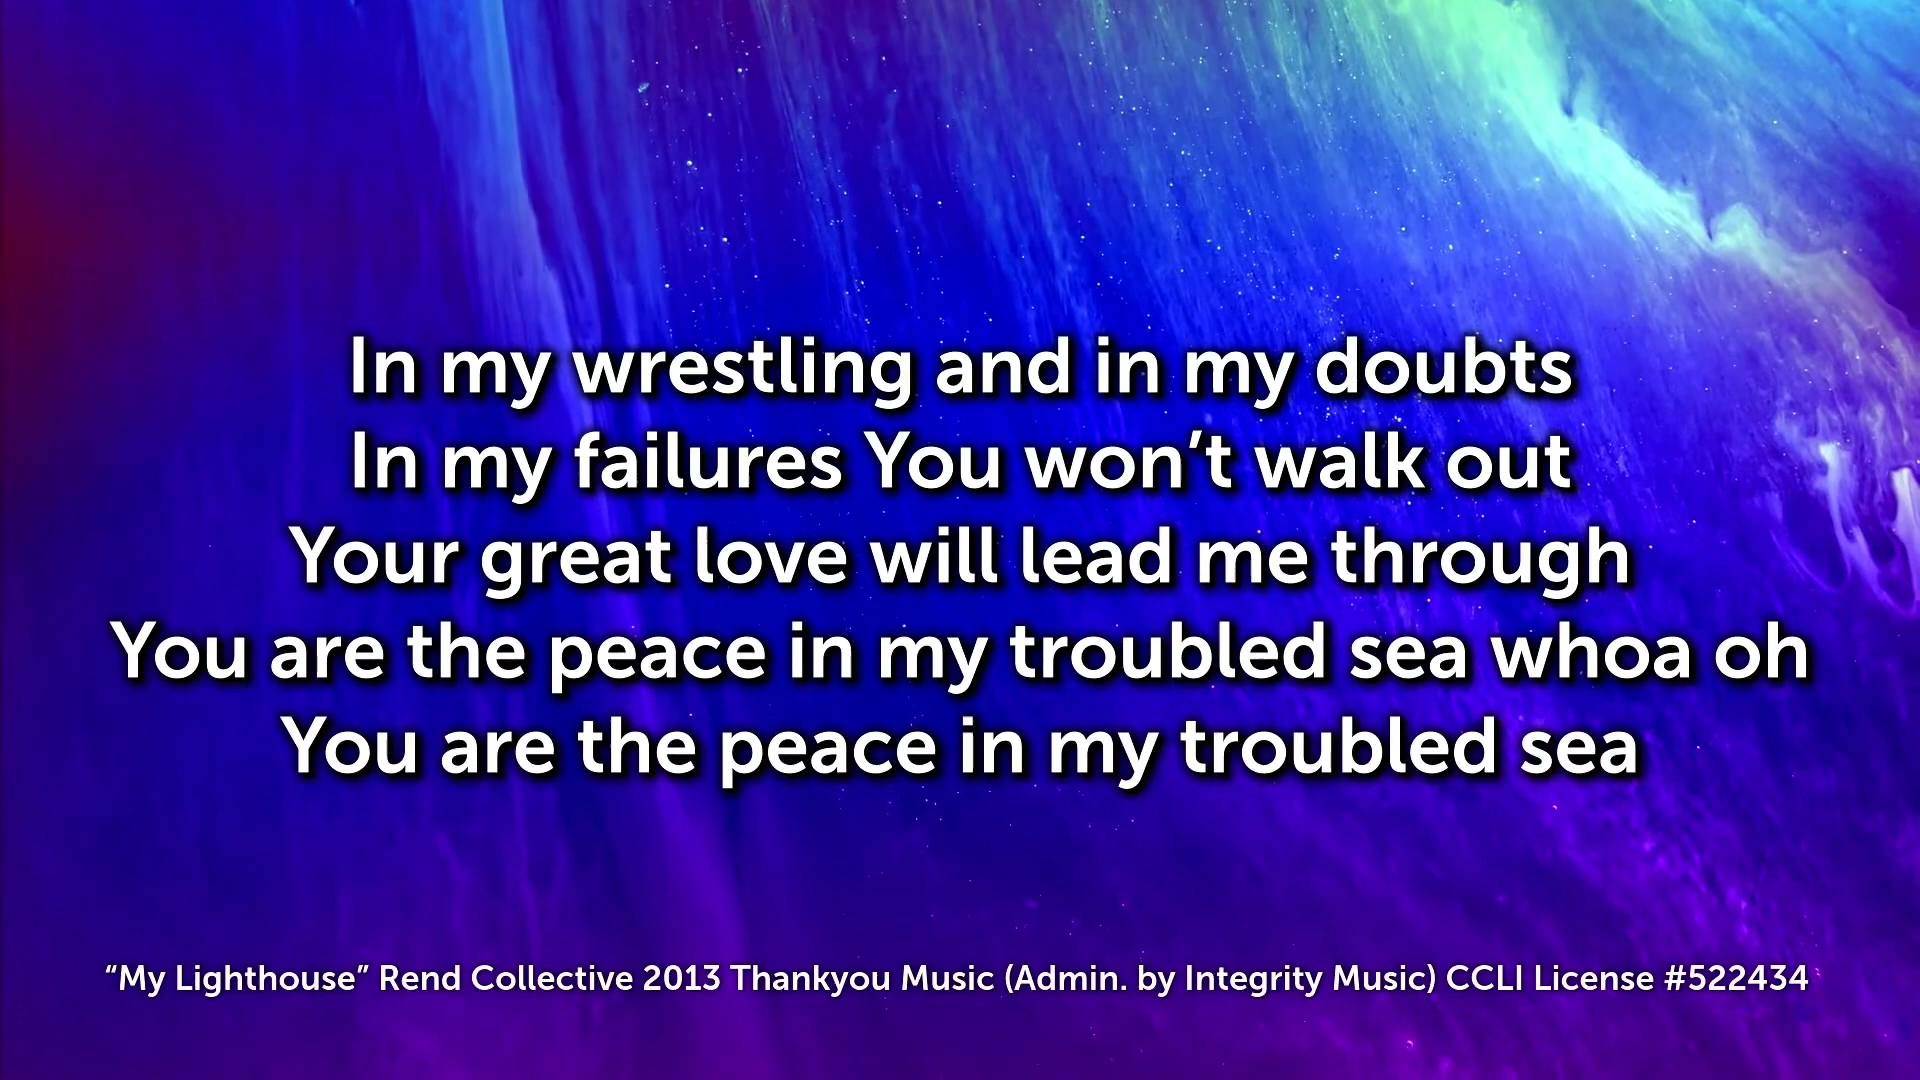 In my wrestling and in my doubts
In my failures You won’t walk out
Your great love will lead me through
You are the peace in my troubled sea whoa oh
You are the peace in my troubled sea
“My Lighthouse” Rend Collective 2013 Thankyou Music (Admin. by Integrity Music) CCLI License #522434